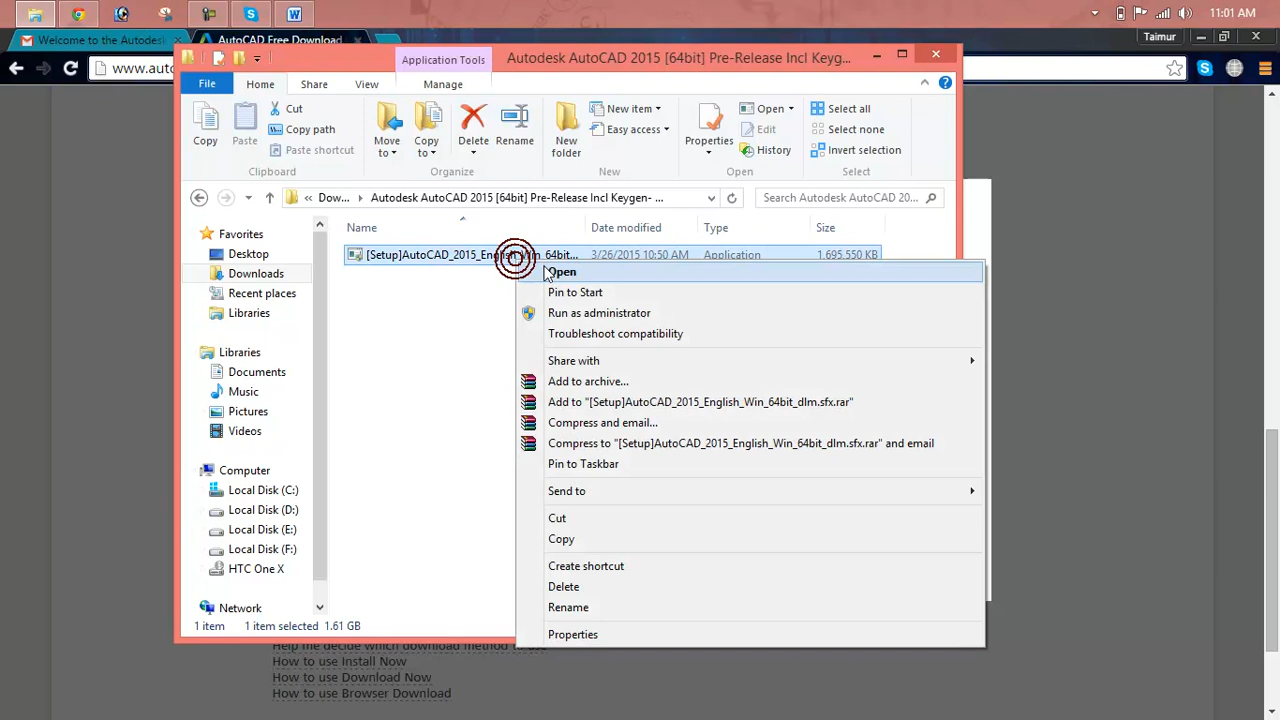 11:01 AM
Welcome to the Autodesk
AutoCAD Free Download
Taimur
www.auto
Application Tools
Autodesk AutoCAD 2015 [64bit] Pre-Release Incl Keyg...
File
Home
Share
View
Manage
Copy
Paste
Cut
Copy path
Paste shortcut
Clipboard
Move to
Copy to
Delete
Rename
Organize
New folder
New item
Easy access
New
Properties
Open
Edit
History
Open
Select all
Select none
Invert selection
Select
« Dow... Autodesk AutoCAD 2015 [64bit] Pre-Release Incl Keygen- ...
Search Autodesk AutoCAD 20...
Name
Date modified
Type
Size
[Setup]AutoCAD_2015_English_Win_64bit...
3/26/2015 10:50 AM
Application
1,695,550 KB
Favorites
Desktop
Downloads
Recent places
Libraries
Libraries
Documents
Music
Pictures
Videos
Computer
Local Disk (C:)
Local Disk (D:)
Local Disk (E:)
Local Disk (F:)
HTC One X
Network
1 item 1 item selected 1.61 GB
Open
Pin to Start
Run as administrator
Troubleshoot compatibility
Share with
Add to archive...
Add to "[Setup]AutoCAD_2015_English_Win_64bit_dlm.sfx.rar"
Compress and email...
Compress to "[Setup]AutoCAD_2015_English_Win_64bit_dlm.sfx.rar" and email
Pin to Taskbar
Send to
Cut
Copy
Create shortcut
Delete
Rename
Properties
Help me decide which download method to use
How to use Install Now
How to use Download Now
How to use Browser Download